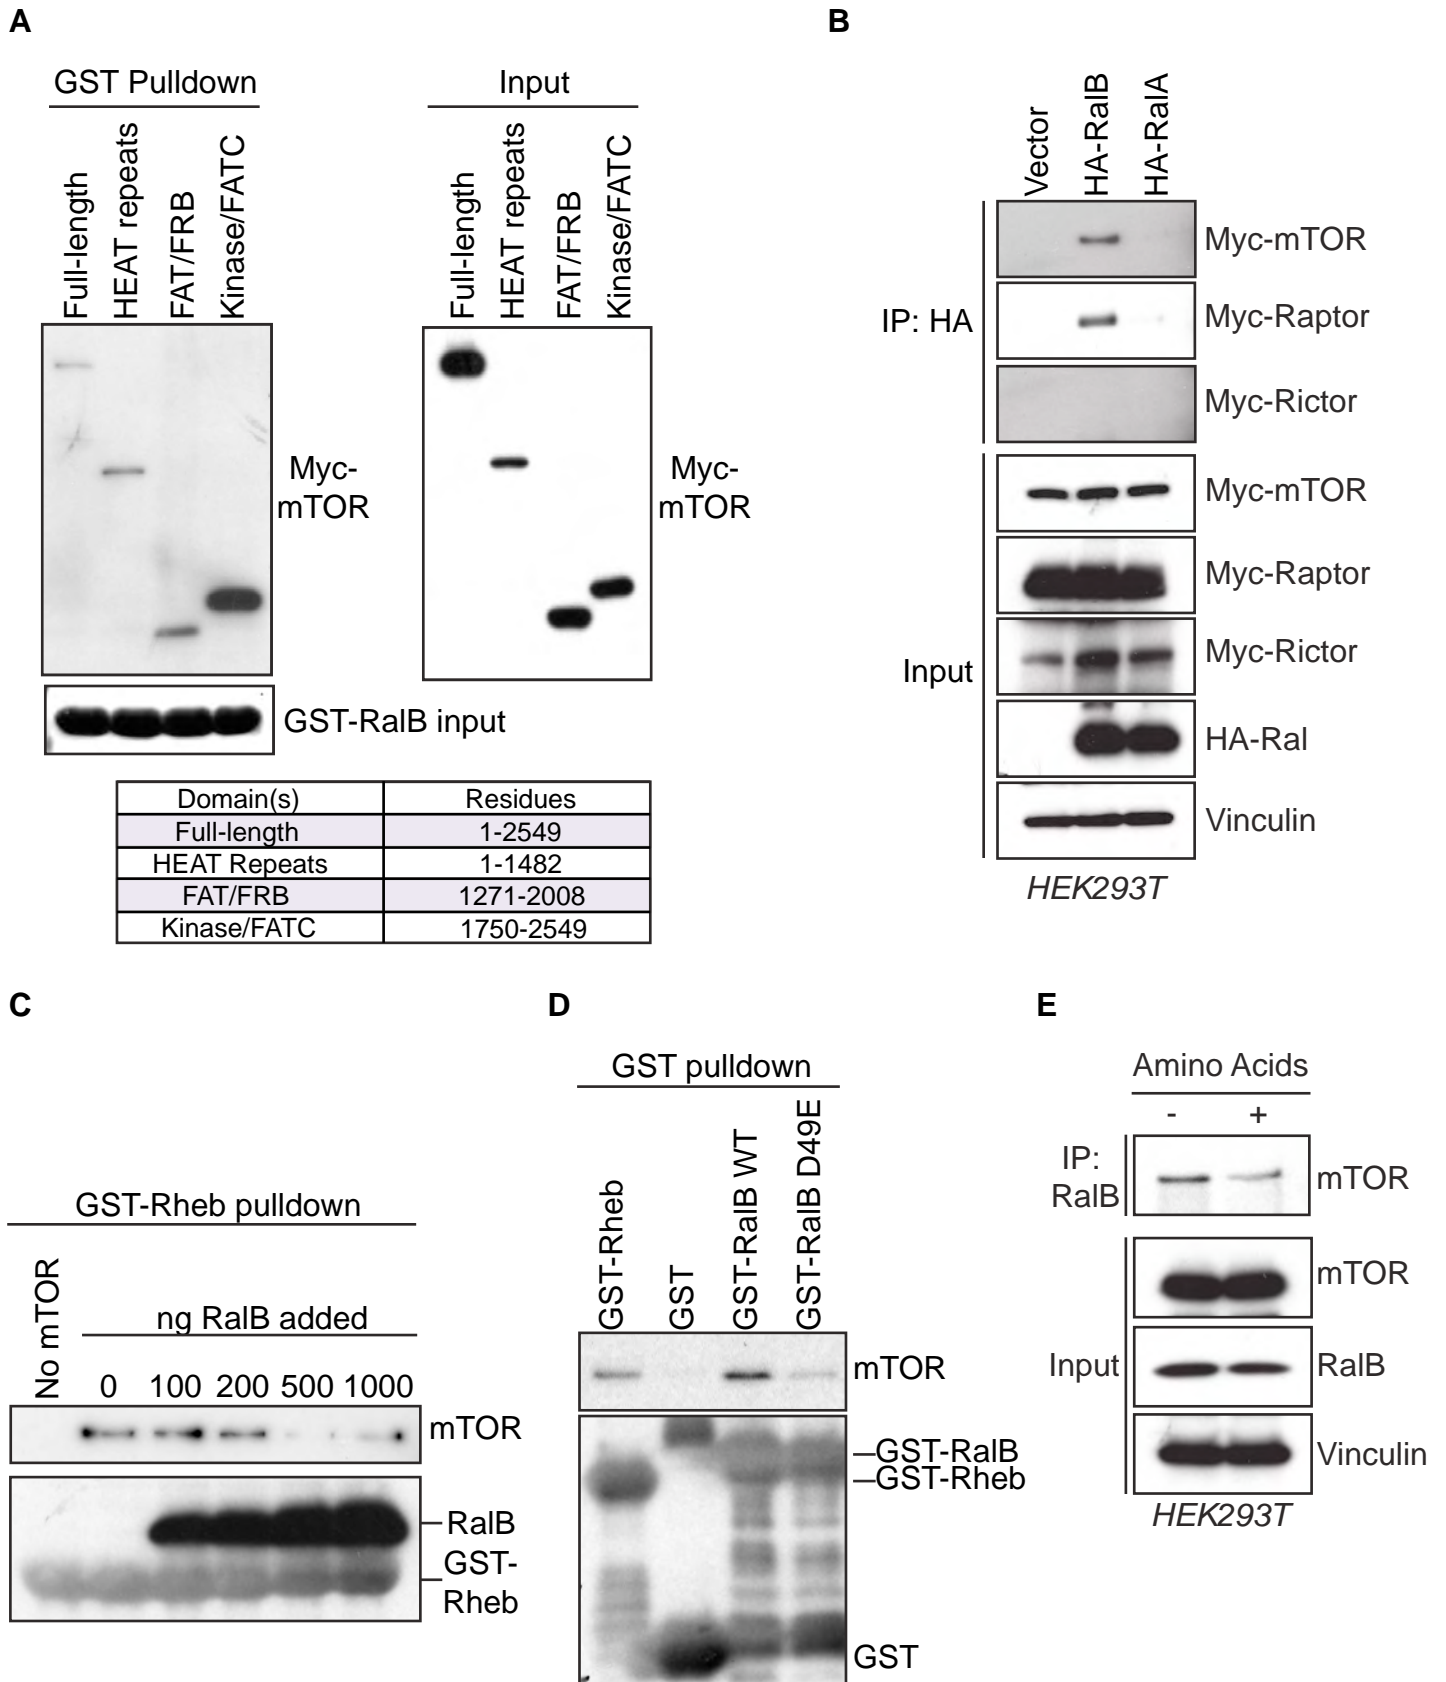 A
GST Pulldown
Input
Full-length
HEAT repeats
FAT/FRB
Kinase/FATC
Full-length
HEAT repeats
FAT/FRB
Kinase/FATC
Myc-
mTOR
Myc-
mTOR
GST-RalB input
Domain(s) Residues
Full-length 1-2549
HEAT Repeats 1-1482
FAT/FRB 1271-2008
Kinase/FATC 1750-2549
B
Vector
HA-RalB
HA-RalA
IP: HA
Myc-mTOR
Myc-Raptor
Myc-Rictor
Input
Myc-mTOR
Myc-Raptor
Myc-Rictor
HA-Ral
Vinculin
HEK293T
C
GST-Rheb pulldown
No mTOR
ng RalB added
0 100 200 500 1000
mTOR
RalB
GST-
Rheb
D
GST pulldown
GST-Rheb
GST
GST-RalB WT
GST-RalB D49E
mTOR
GST-RalB
GST-Rheb
GST
E
Amino Acids
- +
IP:
RalB
mTOR
Input
mTOR
RalB
Vinculin
HEK293T